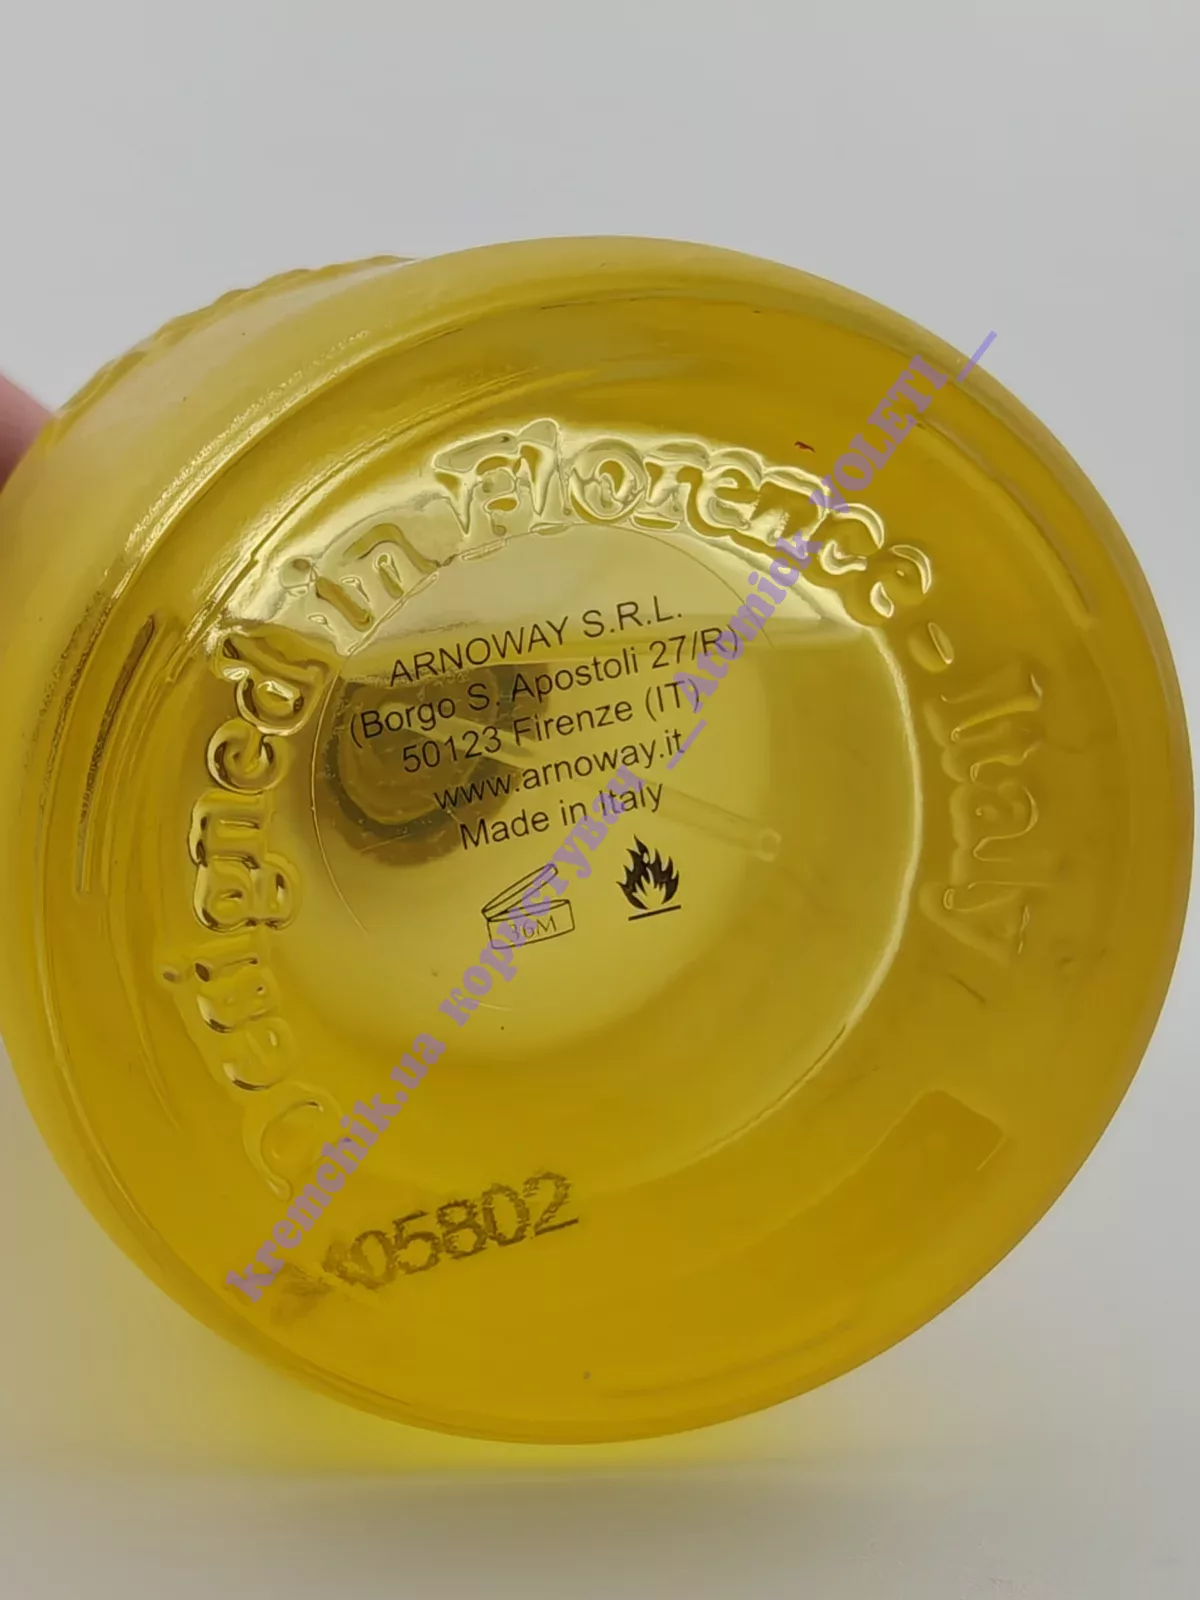 Designed in Florence - Italy
ARNOWAY S.R.L.
(Borgo S. Apostoli 27/R)
50123 Firenze (IT)
www.arnoway.it
Made in Italy
36M
kremchik.ua користувач __Atomick VOLETI__